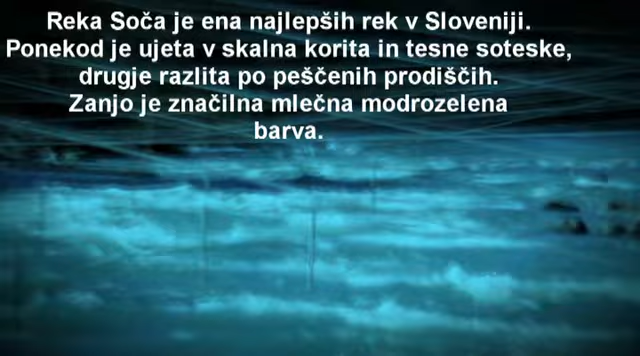 Reka Soča je ena najlepših rek v Sloveniji.
Ponekod je ujeta v skalna korita in tesne soteske,
drugje razlita po peščenih prodiščih.
Zanjo je značilna mlečna modrozelena
barva.